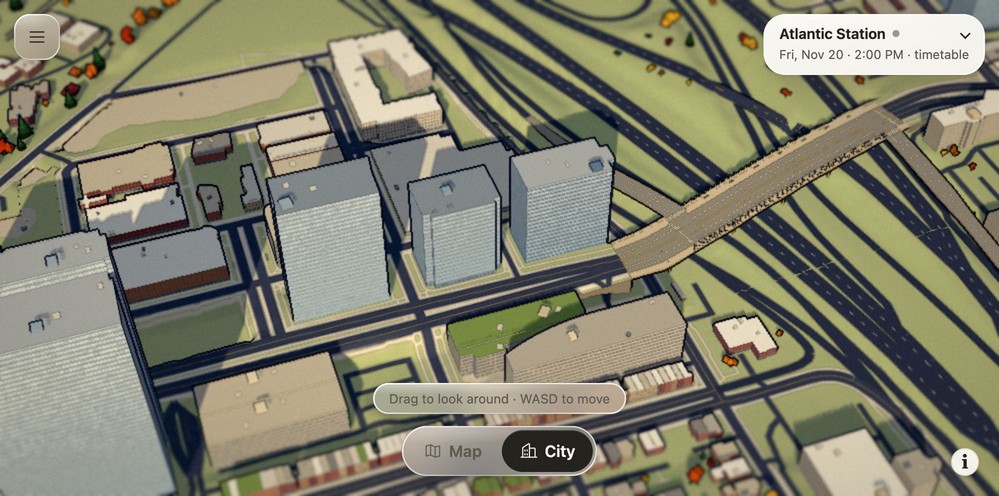 Atlantic Station
Fri, Nov 20 · 2:00 PM · timetable
Drag to look around · WASD to move
Map
City
i